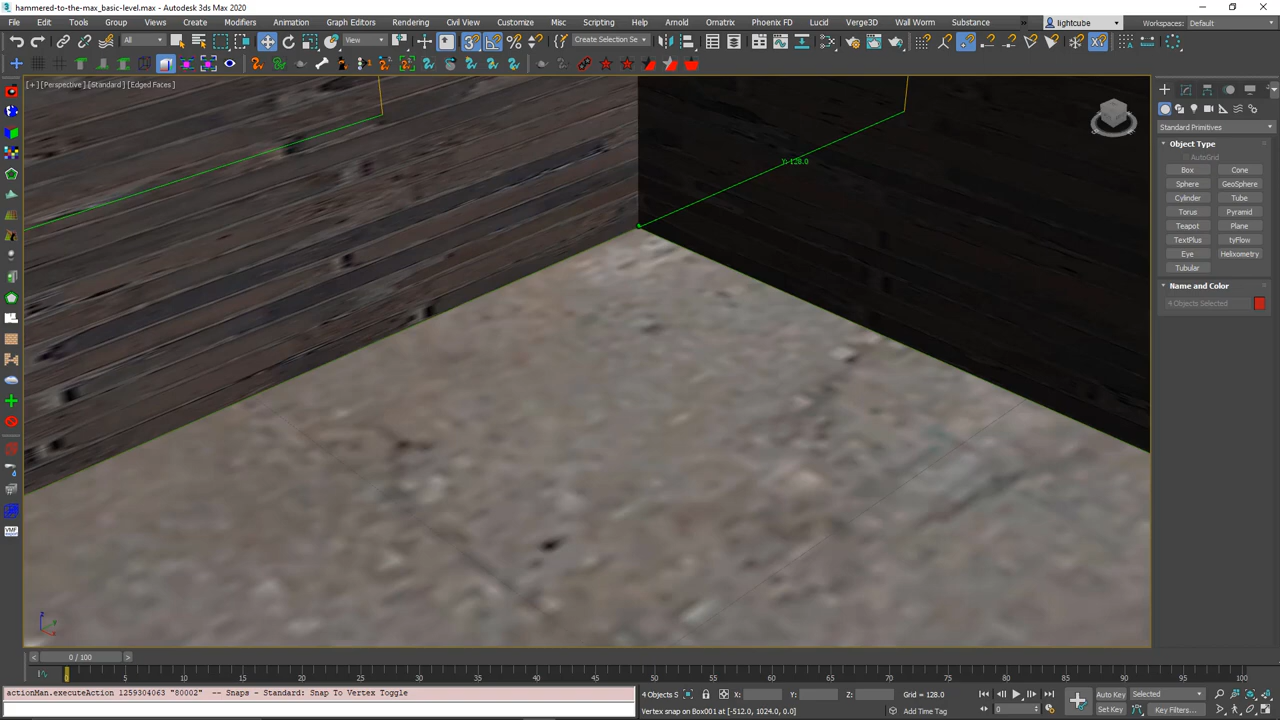 hammered-to-the-max_basic-level.max - Autodesk 3ds Max 2020
File Edit Tools Group Views Create Modifiers Animation Graph Editors Rendering Civil View Customize Misc Scripting Help Arnold Ornatrix Phoenix FD Lucid Verge3D Wall Worm Substance » lightcube Workspaces: Default
All View Create Selection Se
[+] [Perspective] [Standard] [Edged Faces]
Standard Primitives
Object Type
AutoGrid
Box Cone
Sphere GeoSphere
Cylinder Tube
Torus Pyramid
Teapot Plane
TextPlus tyFlow
Eye Helixometry
Tubular
Name and Color
4 Objects Selected
VMF
z
y
x
< 0 / 100 >
0 5 10 15 20 25 30 35 40 45 50 55 60 65 70 75 80 85 90 95 100
actionMan.executeAction 1259304063 "80002" -- Snaps - Standard: Snap To Vertex Toggle
4 Objects S X: Y: Z: Grid = 128.0 Auto Key Selected
Vertex snap on Box001 at [-512.0, 1024.0, 0.0] Add Time Tag 0 Set Key Key Filters...